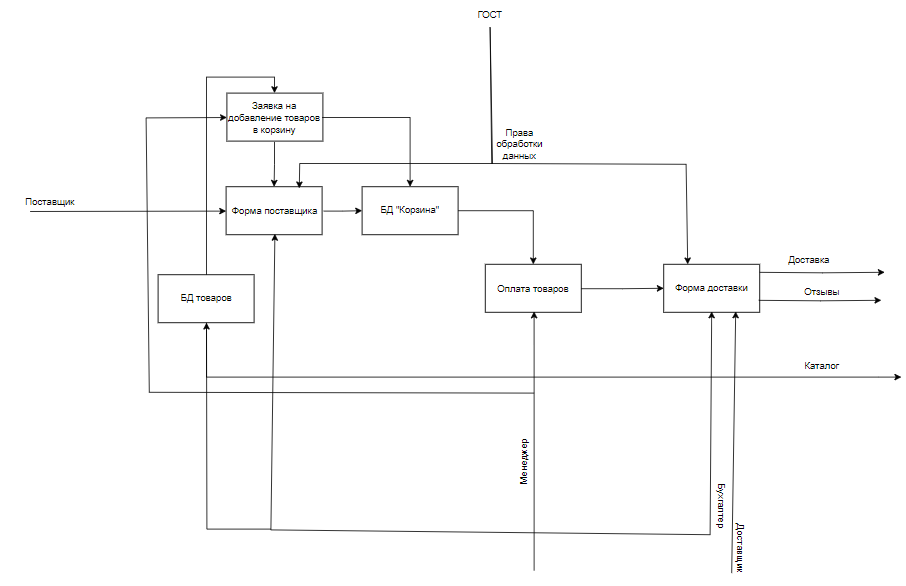 ГОСТ
Заявка на
добавление товаров
в корзину
Права
обработки
данных
Поставщик
Форма поставщика
БД "Корзина"
Доставка
БД товаров
Оплата товаров
Форма доставки
Отзывы
Каталог
Менеджер
Бухгалтер
Доставщик